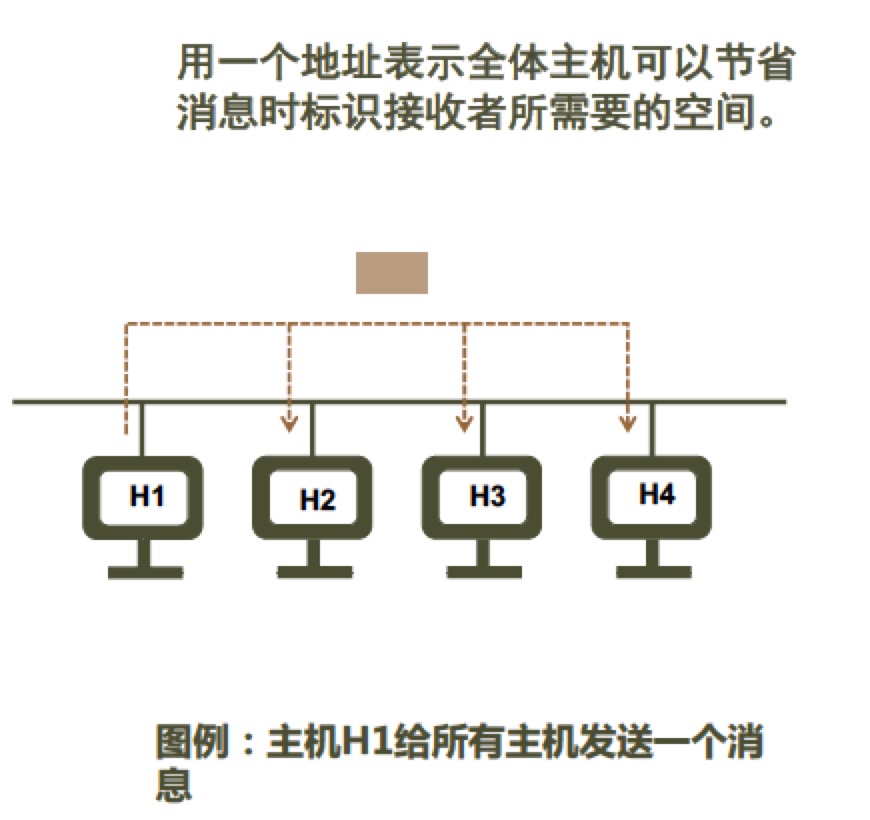 用一个地址表示全体主机可以节省
消息时标识接收者所需要的空间。
H1
H2
H3
H4
图例：主机H1给所有主机发送一个消
息